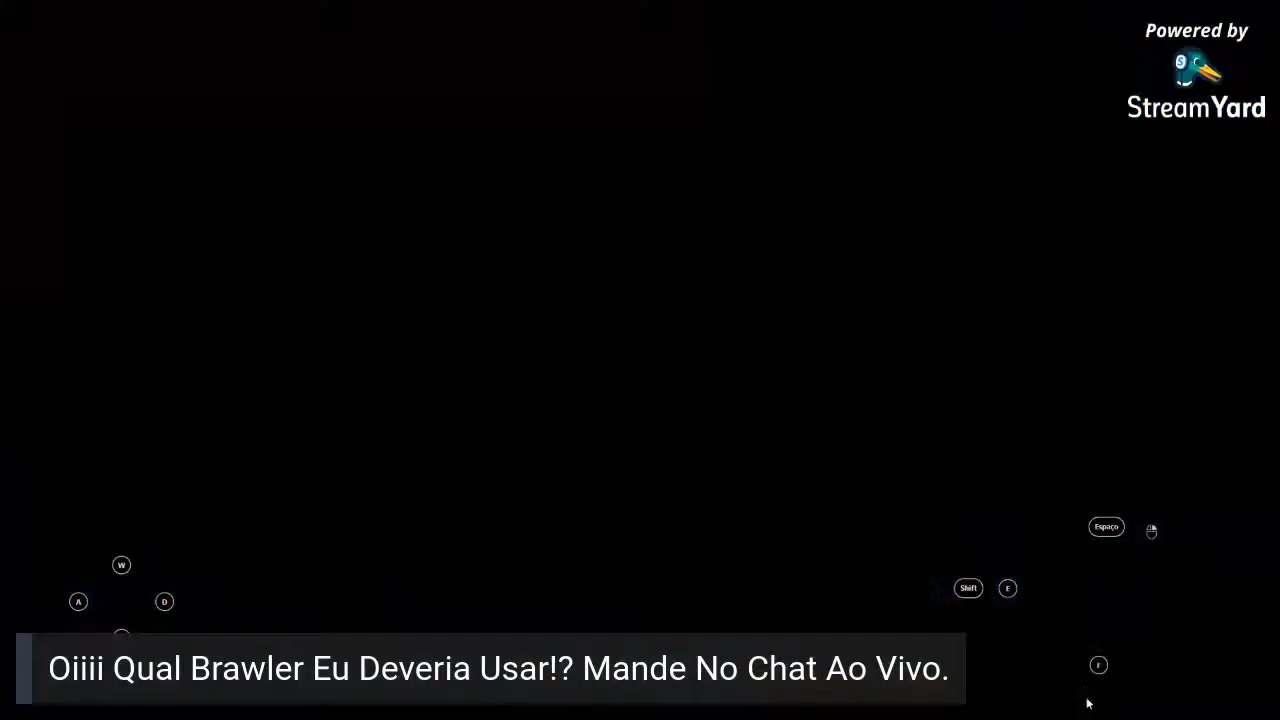 Powered by
S
StreamYard
Espaço
W
Shift
E
A
D
Oiiii Qual Brawler Eu Deveria Usar!? Mande No Chat Ao Vivo.